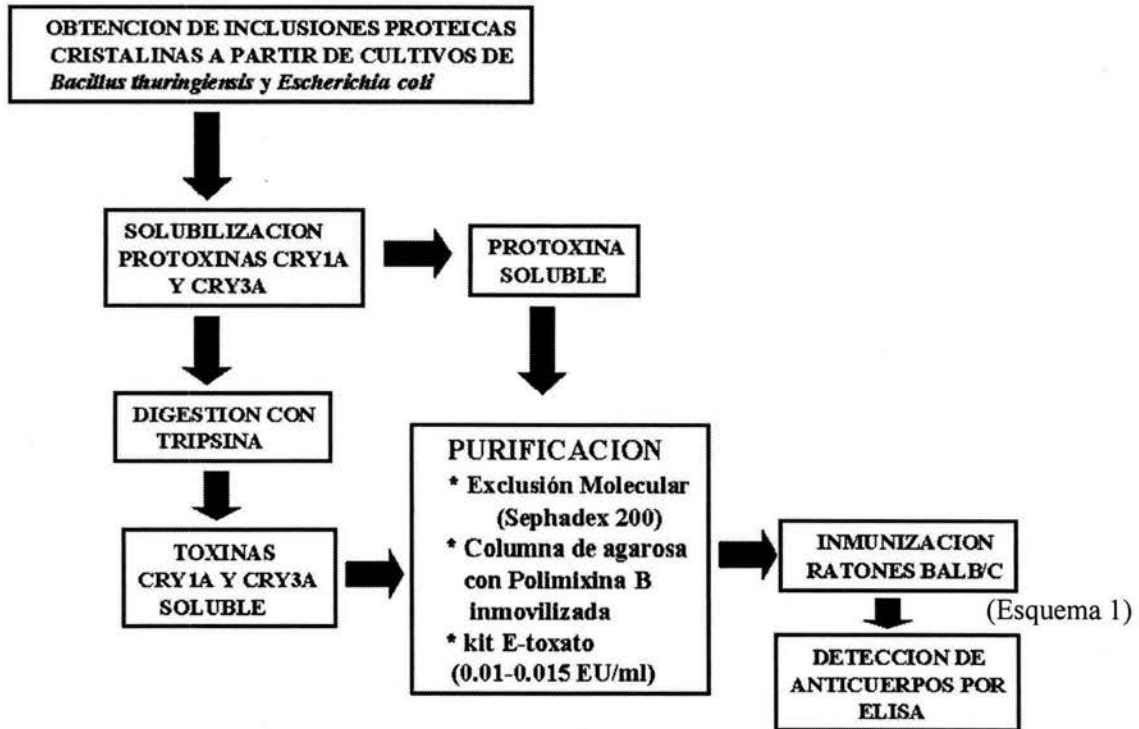 OBTENCION DE INCLUSIONES PROTEICAS
CRISTALINAS A PARTIR DE CULTIVOS DE
Bacillus thuringiensis y Escherichia coli
SOLUBILIZACION
PROTOXINAS CRY1A
Y CRY3A
PROTOXINA
SOLUBLE
DIGESTION CON
TRIPSINA
TOXINAS
CRY1A Y CRY3A
SOLUBLE
PURIFICACION
* Exclusión Molecular
(Sephadex 200)
* Columna de agarosa
con Polimixina B
inmovilizada
* kit E-toxato
(0.01-0.015 EU/ml)
INMUNIZACION
RATONES BALB/C
(Esquema 1)
DETECCION DE
ANTICUERPOS POR
ELISA